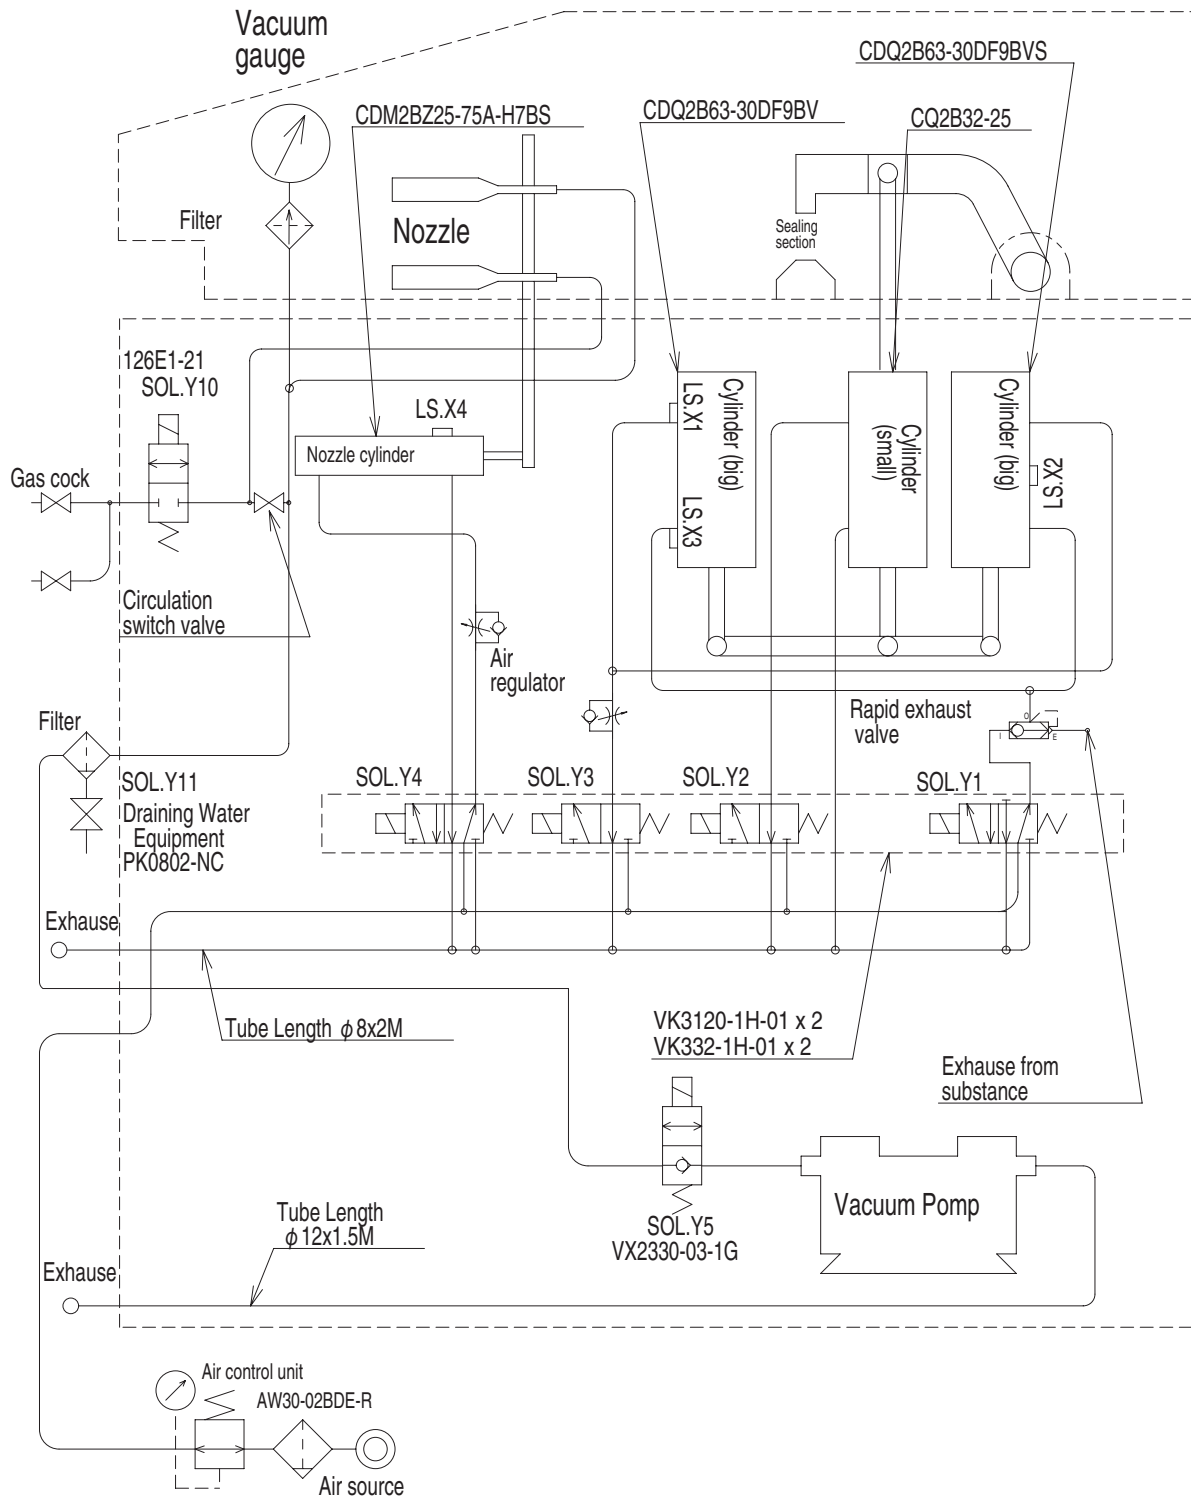 Vacuum
gauge
CDQ2B63-30DF9BVS
CDM2BZ25-75A-H7BS
CDQ2B63-30DF9BV
CQ2B32-25
Filter
Nozzle
Sealing
section
126E1-21
SOL.Y10
LS.X4
Nozzle cylinder
LS.X1
Cylinder (big)
LS.X3
Cylinder
(small)
Cylinder (big)
LS.X2
Gas cock
Circulation
switch valve
Air
regulator
Filter
Rapid exhaust
valve
O
I
E
SOL.Y11
Draining Water
Equipment
PK0802-NC
SOL.Y4
SOL.Y3
SOL.Y2
SOL.Y1
Exhause
Tube Length φ8x2M
VK3120-1H-01 x 2
VK332-1H-01 x 2
Exhause from
substance
Tube Length
φ12x1.5M
SOL.Y5
VX2330-03-1G
Vacuum Pomp
Exhause
Air control unit
AW30-02BDE-R
Air source